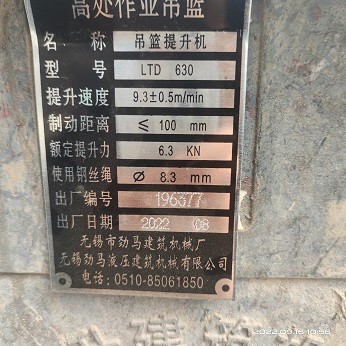 高处作业吊篮
名称 吊篮提升机
型号 LTD 630
提升速度 9.3±0.5m/min
制动距离 ≤ 100 mm
额定提升力 6.3 KN
使用钢丝绳 Ø 8.3 mm
出厂编号 196377
出厂日期 2022 08
无锡市劲马建筑机械厂
无锡劲马液压建筑机械有限公司
电话:0510-85061850